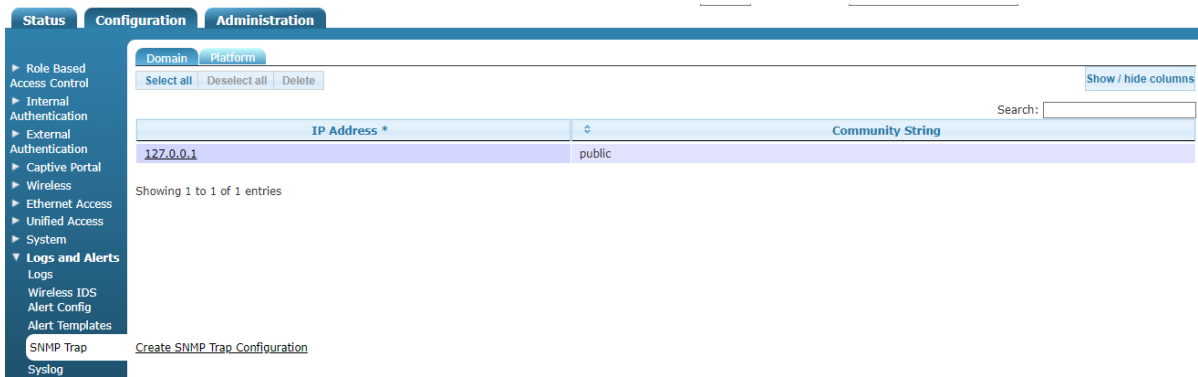 Status Configuration Administration
Role Based
Access Control
Internal
Authentication
External
Authentication
Captive Portal
Wireless
Ethernet Access
Unified Access
System
Logs and Alerts
Logs
Wireless IDS
Alert Config
Alert Templates
SNMP Trap
Syslog
Domain Platform
Select all Deselect all Delete
Show / hide columns
Search:
IP Address * Community String
127.0.0.1 public
Showing 1 to 1 of 1 entries
Create SNMP Trap Configuration